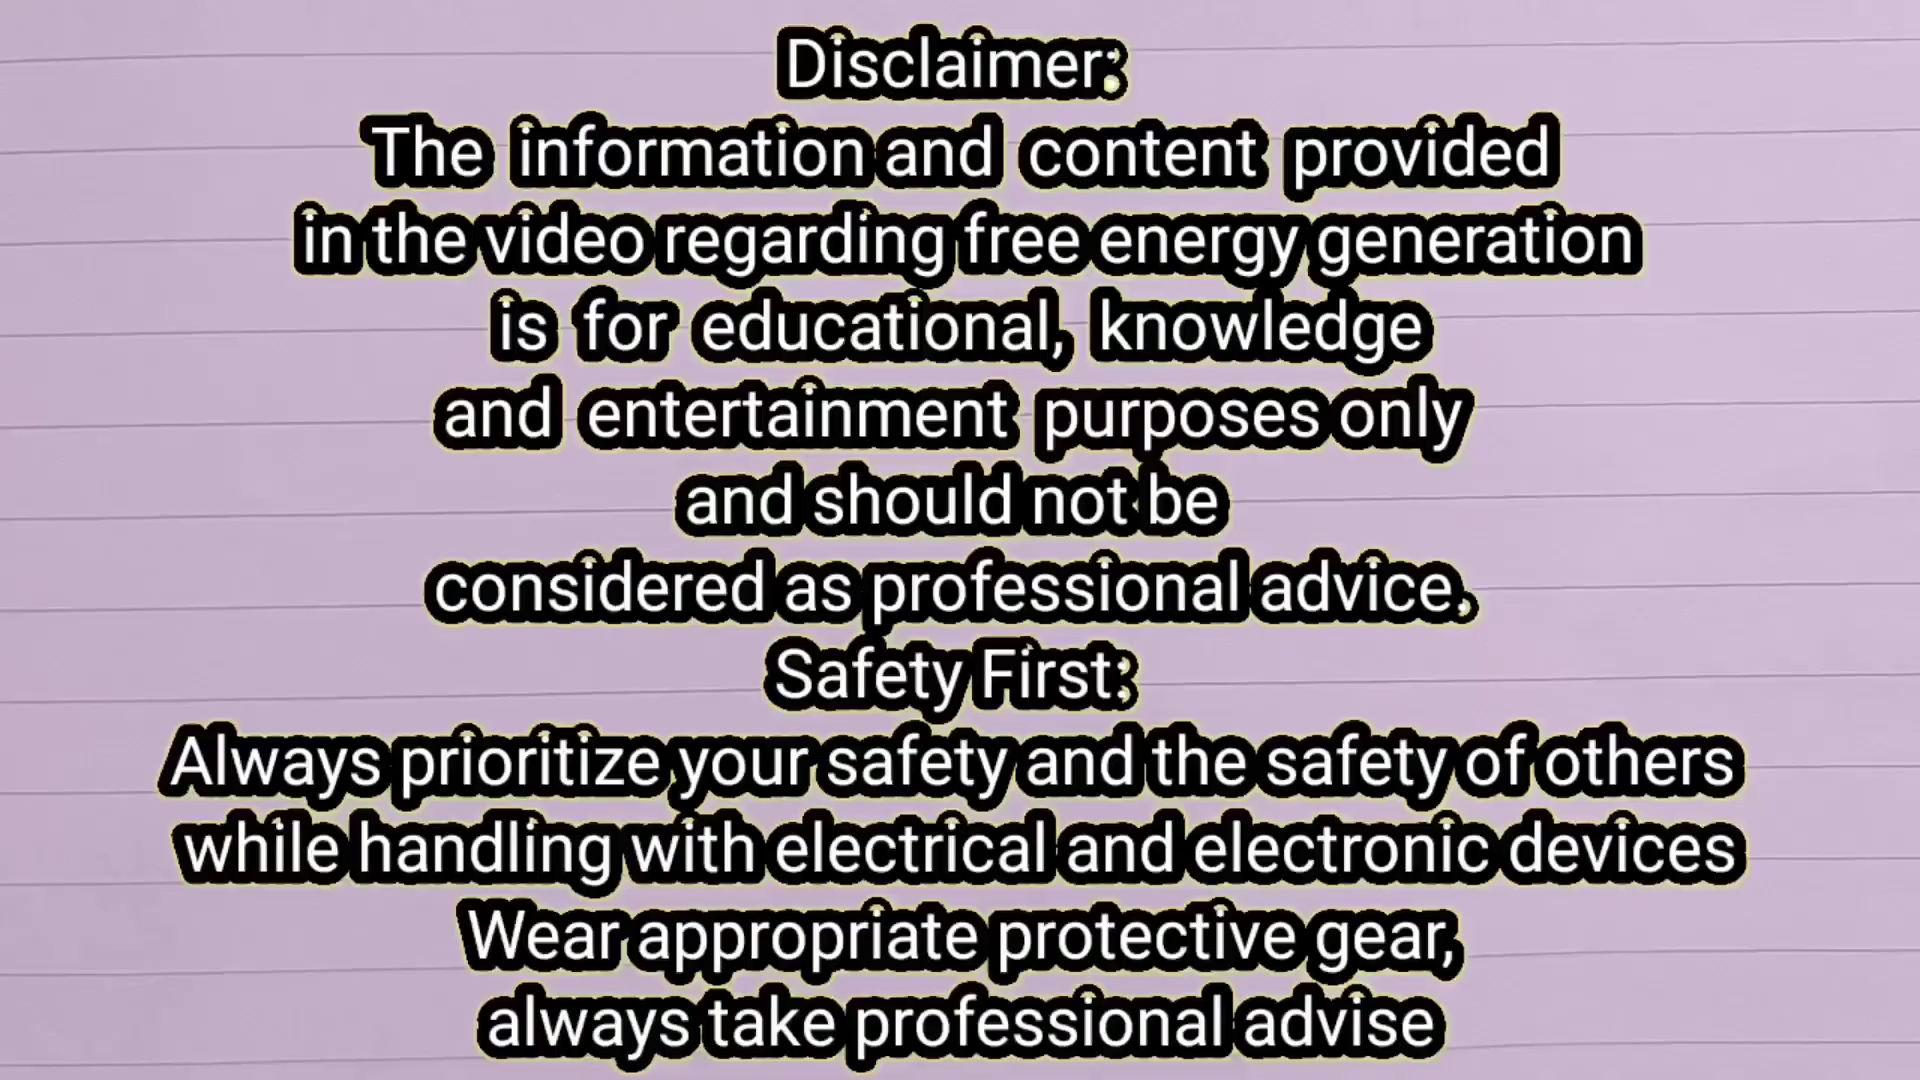 Disclaimer:
The information and content provided
in the video regarding free energy generation
is for educational, knowledge
and entertainment purposes only
and should not be
considered as professional advice.
Safety First:
Always prioritize your safety and the safety of others
while handling with electrical and electronic devices
Wear appropriate protective gear,
always take professional advise